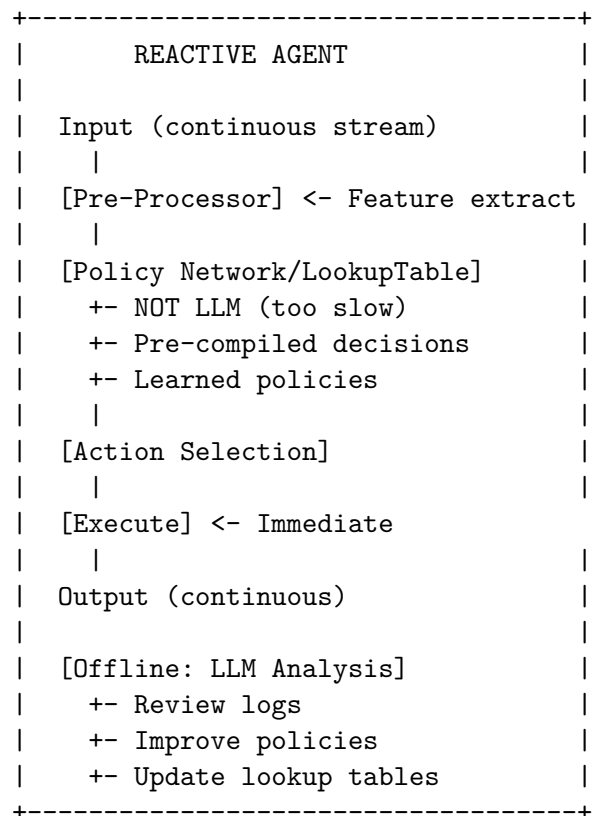 +------------------------------------+
|       REACTIVE AGENT               |
|                                    |
|  Input (continuous stream)         |
|    |                               |
|  [Pre-Processor] <- Feature extract
|    |                               |
|  [Policy Network/LookupTable]      |
|    +- NOT LLM (too slow)           |
|    +- Pre-compiled decisions       |
|    +- Learned policies             |
|    |                               |
|  [Action Selection]                |
|    |                               |
|  [Execute] <- Immediate
|    |                               |
|  Output (continuous)               |
|                                    |
|  [Offline: LLM Analysis]           |
|    +- Review logs                  |
|    +- Improve policies             |
|    +- Update lookup tables         |
+------------------------------------+